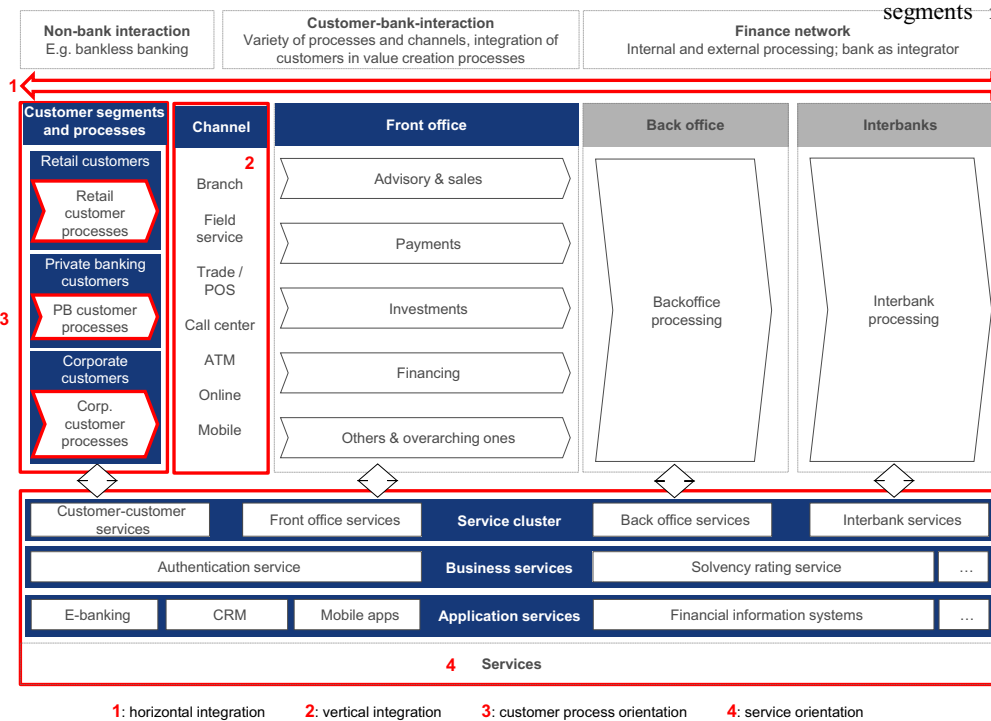 segments
Non-bank interaction
E.g. bankless banking
Customer-bank-interaction
Variety of processes and channels, integration of
customers in value creation processes
Finance network
Internal and external processing; bank as integrator
1
Customer segments
and processes
Channel
Front office
Back office
Interbanks
Retail customers
Retail
customer
processes
Private banking
customers
PB customer
processes
3
Corporate
customers
Corp.
customer
processes
2
Branch
Field
service
Trade /
POS
Call center
ATM
Online
Mobile
Advisory & sales
Payments
Investments
Financing
Others & overarching ones
Backoffice
processing
Interbank
processing
Customer-customer
services
Front office services
Service cluster
Back office services
Interbank services
Authentication service
Business services
Solvency rating service
...
E-banking
CRM
Mobile apps
Application services
Financial information systems
...
4 Services
1: horizontal integration
2: vertical integration
3: customer process orientation
4: service orientation